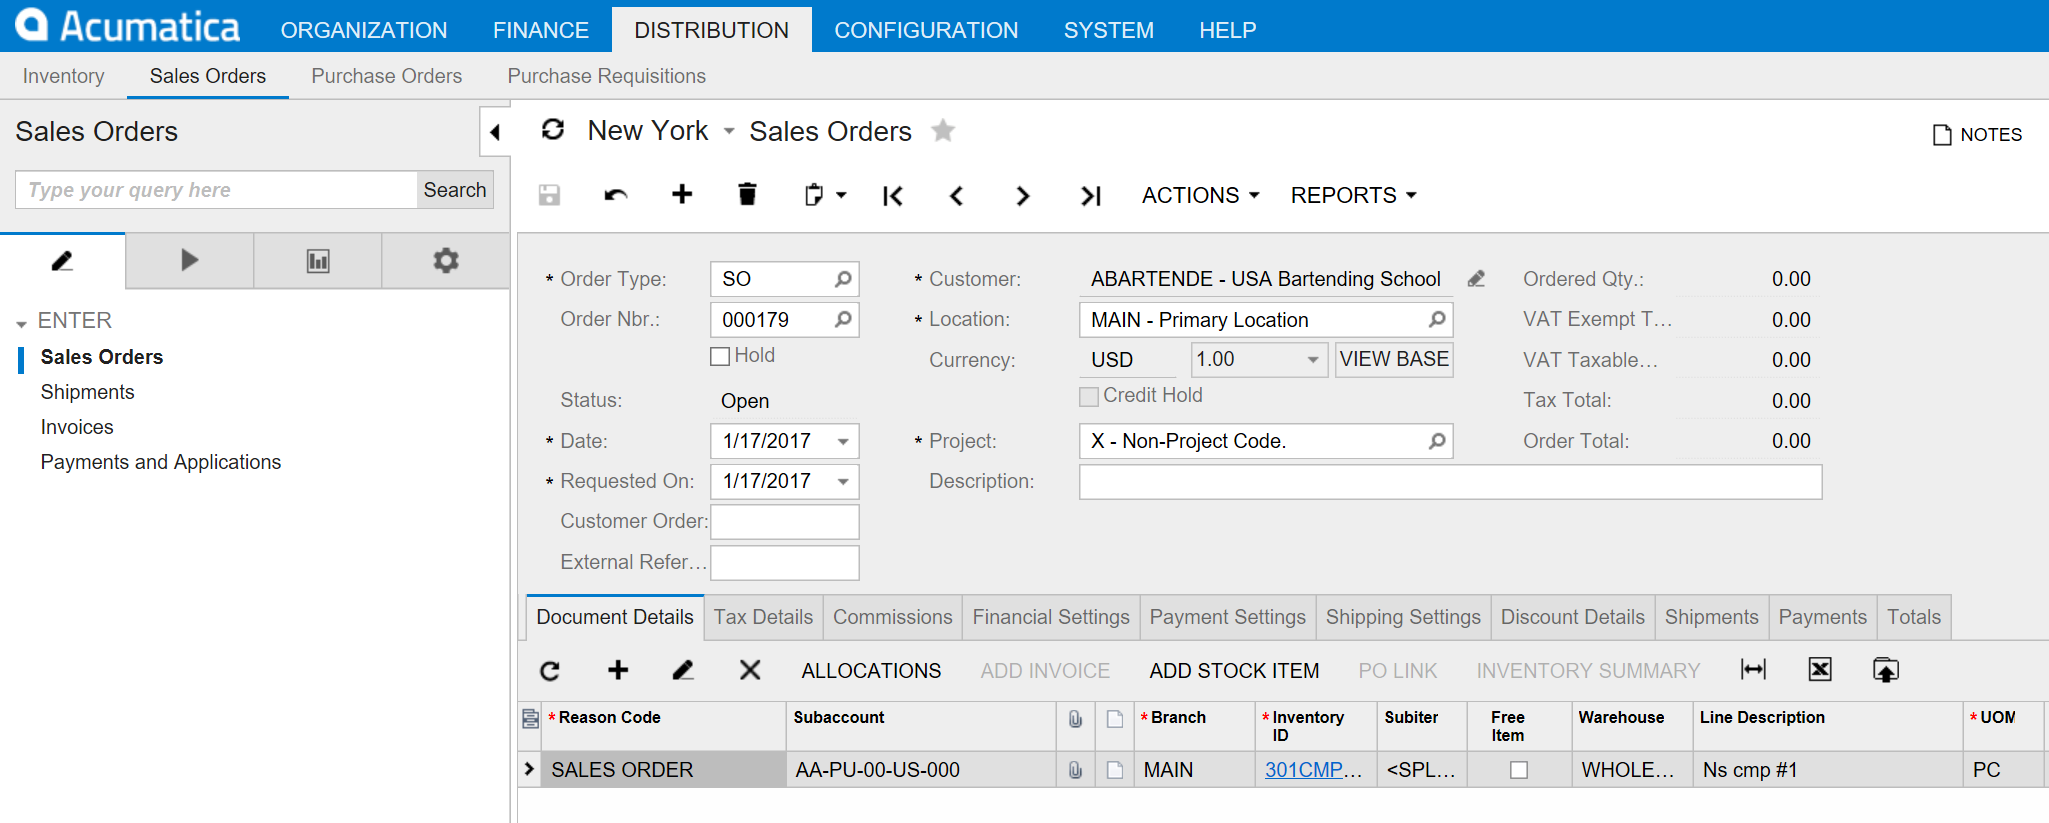 Acumatica ORGANIZATION FINANCE DISTRIBUTION CONFIGURATION SYSTEM HELP
Inventory Sales Orders Purchase Orders Purchase Requisitions
Sales Orders
Type your query here Search
ENTER
Sales Orders
Shipments
Invoices
Payments and Applications
New York Sales Orders NOTES
ACTIONS REPORTS
* Order Type: SO * Customer: ABARTENDE - USA Bartending School Ordered Qty.: 0.00
Order Nbr.: 000179 * Location: MAIN - Primary Location VAT Exempt T... 0.00
Hold Currency: USD 1.00 VIEW BASE VAT Taxable... 0.00
Status: Open Credit Hold Tax Total: 0.00
* Date: 1/17/2017 * Project: X - Non-Project Code. Order Total: 0.00
* Requested On: 1/17/2017 Description:
Customer Order:
External Refer...
Document Details Tax Details Commissions Financial Settings Payment Settings Shipping Settings Discount Details Shipments Payments Totals
ALLOCATIONS ADD INVOICE ADD STOCK ITEM PO LINK INVENTORY SUMMARY
* Reason Code Subaccount * Branch * Inventory ID Subiter Free Item Warehouse Line Description * UOM
SALES ORDER AA-PU-00-US-000 MAIN 301CMP... <SPL... WHOLE... Ns cmp #1 PC